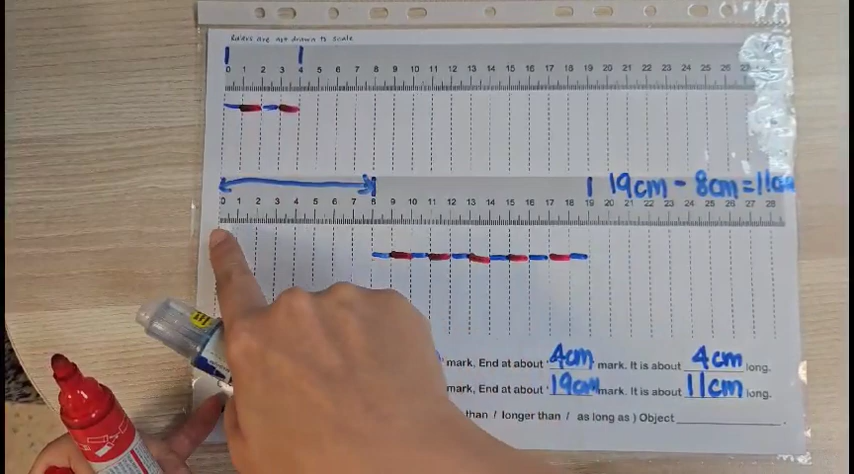 Rulers are not drawn to scale
0 1 2 3 4 5 6 7 8 9 10 11 12 13 14 15 16 17 18 19 20 21 22 23 24 25 26
19cm - 8cm = 11cm
0 1 2 3 4 5 6 7 8 9 10 11 12 13 14 15 16 17 18 19 20 21 22 23 24 25 26 27 28
mark. End at about 4cm mark. It is about 4cm long.
mark. End at about 19cm mark. It is about 11cm long.
than / longer than / as long as ) Object